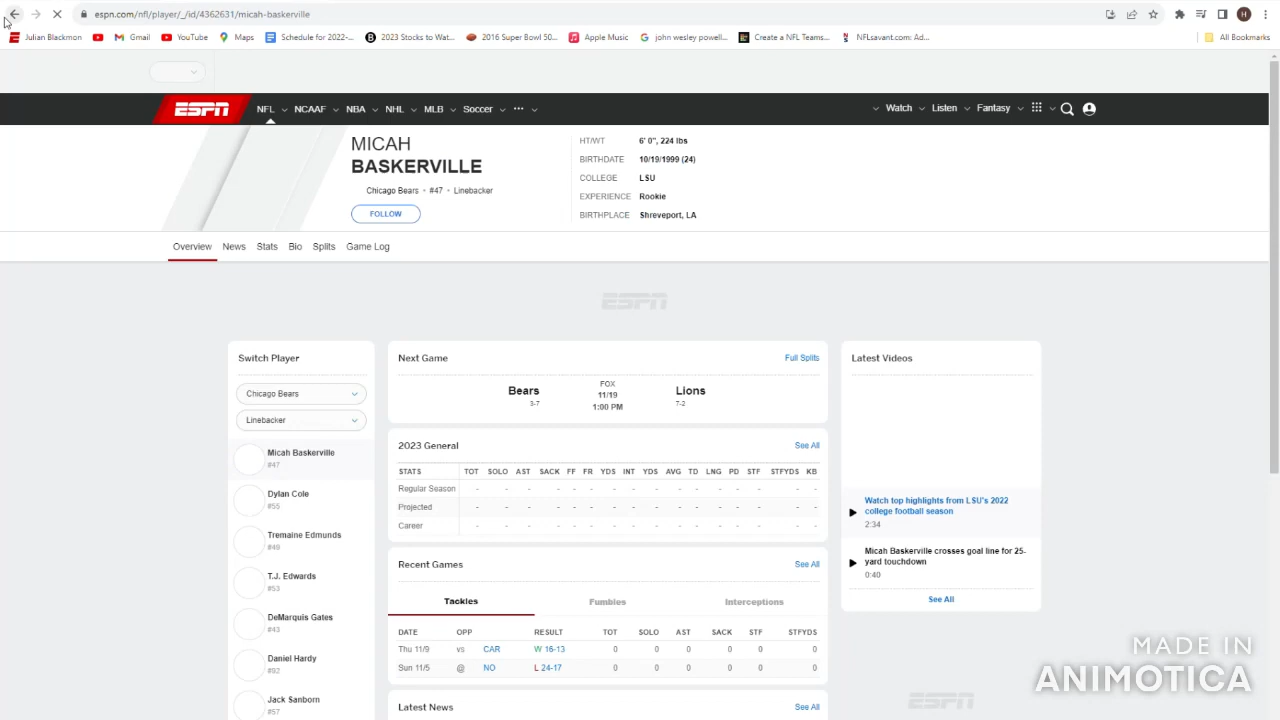 espn.com/nfl/player/_/id/4362631/micah-baskerville
Julian Blackmon
Gmail
YouTube
Maps
Schedule for 2022-...
2023 Stocks to Wat...
2016 Super Bowl 50...
Apple Music
john wesley powell...
Create a NFL Teams...
NFLsavant.com: Ad...
All Bookmarks
ESPN NFL NCAAF NBA NHL MLB Soccer ••• Watch Listen Fantasy
MICAH
BASKERVILLE
Chicago Bears • #47 • Linebacker
FOLLOW
HT/WT 6' 0", 224 lbs
BIRTHDATE 10/19/1999 (24)
COLLEGE LSU
EXPERIENCE Rookie
BIRTHPLACE Shreveport, LA
Overview News Stats Bio Splits Game Log
ESPN
Switch Player
Chicago Bears
Linebacker
Micah Baskerville
#47
Dylan Cole
#55
Tremaine Edmunds
#49
T.J. Edwards
#53
DeMarquis Gates
#43
Daniel Hardy
#92
Jack Sanborn
#57
Next Game Full Splits
Bears
3-7
FOX
11/19
1:00 PM
Lions
7-2
2023 General See All
STATS TOT SOLO AST SACK FF FR YDS INT YDS AVG TD LNG PD STF STFYDS KB
Regular Season - - - - - - - - - - - - - - - -
Projected - - - - - - - - - - - - - - - -
Career - - - - - - - - - - - - - - - -
Recent Games See All
Tackles Fumbles Interceptions
DATE OPP RESULT TOT SOLO AST SACK STF STFYDS
Thu 11/9 vs CAR W 16-13 0 0 0 0 0 0
Sun 11/5 @ NO L 24-17 0 0 0 0 0 0
Latest News See All
Latest Videos
Watch top highlights from LSU's 2022
college football season
2:34
Micah Baskerville crosses goal line for 25-
yard touchdown
0:40
See All
ESPN
MADE IN
ANIMOTICA